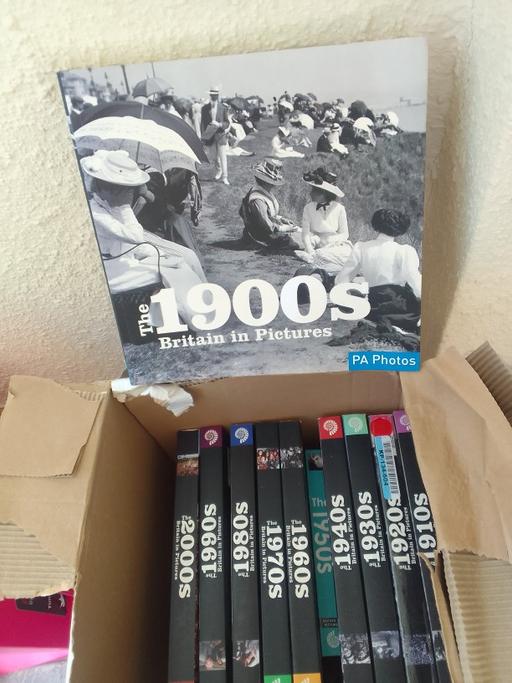 The 1900s
Britain in Pictures
PA Photos
The 2000s Britain in Pictures
The 1990s Britain in Pictures
The 1980s Britain in Pictures
The 1970s Britain in Pictures
The 1960s Britain in Pictures
The 1950s
The 1940s Britain in Pictures
The 1930s Britain in Pictures
The 1920s Britain in Pictures
1910s